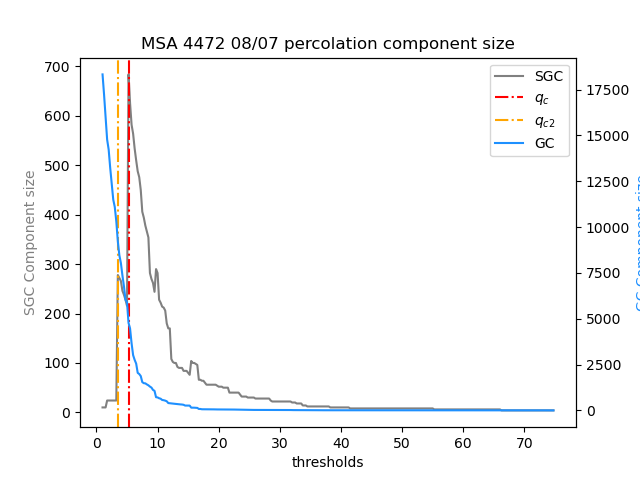 MSA 4472 08/07 percolation component size
SGC
q_c
q_c2
GC
700
600
500
400
300
200
100
0
SGC Component size
17500
15000
12500
10000
7500
5000
2500
0
GC Component size
0 10 20 30 40 50 60 70
thresholds